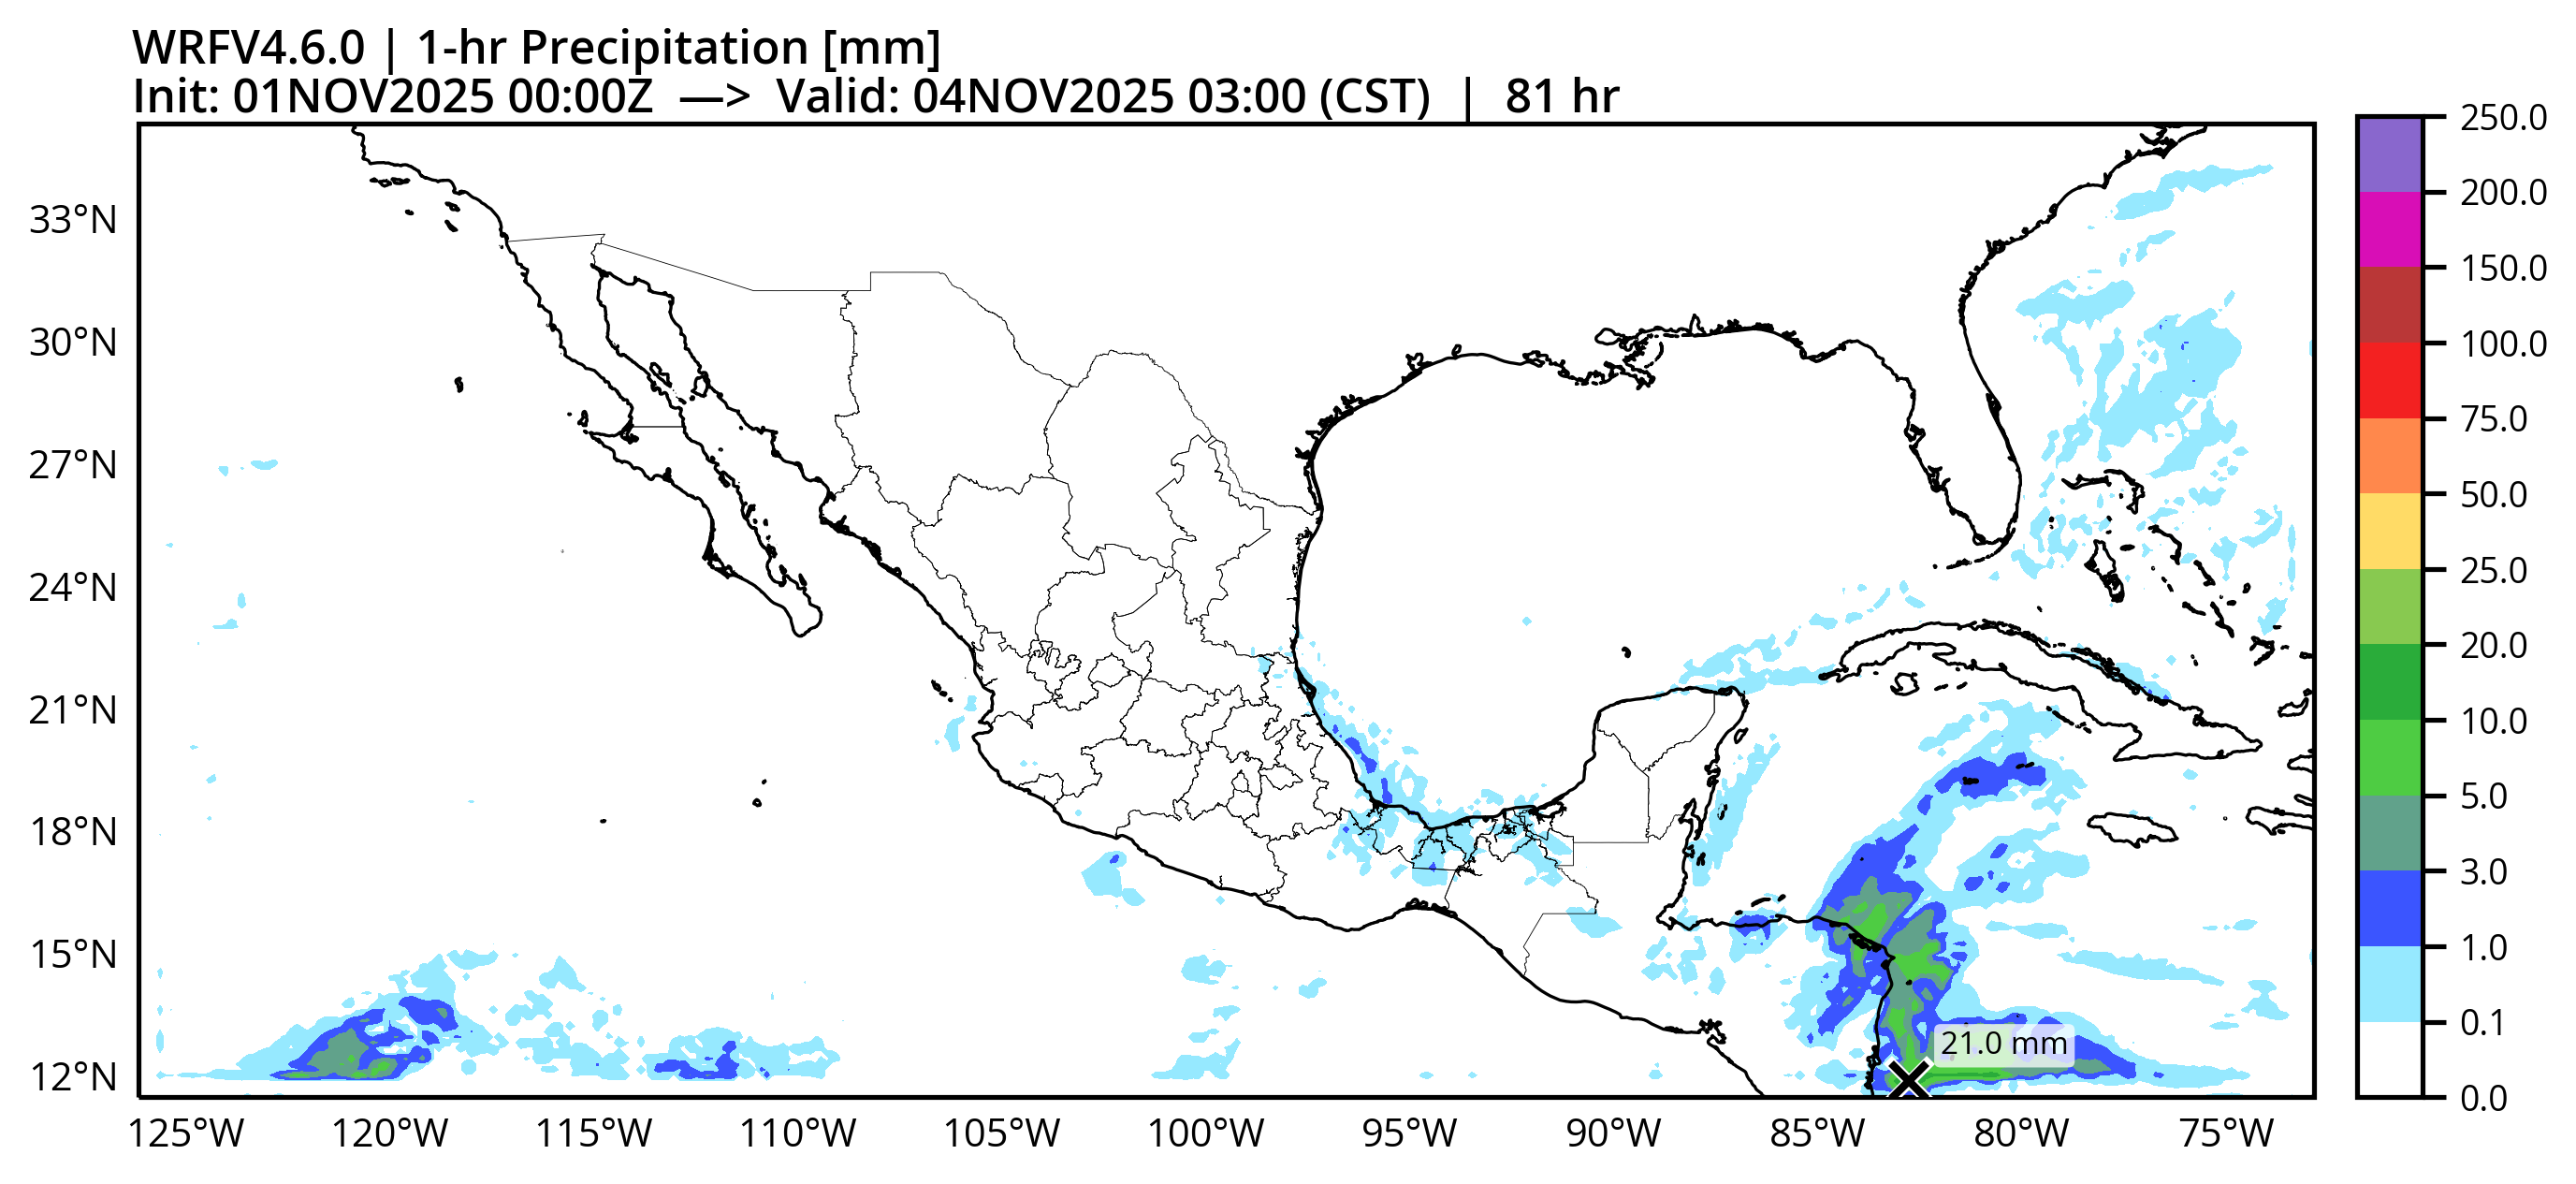 WRFV4.6.0 | 1-hr Precipitation [mm]
Init: 01NOV2025 00:00Z —> Valid: 04NOV2025 03:00 (CST) | 81 hr
250.0
200.0
150.0
100.0
75.0
50.0
25.0
20.0
10.0
5.0
3.0
1.0
0.1
0.0
33°N
30°N
27°N
24°N
21°N
18°N
15°N
12°N
21.0 mm
125°W 120°W 115°W 110°W 105°W 100°W 95°W 90°W 85°W 80°W 75°W